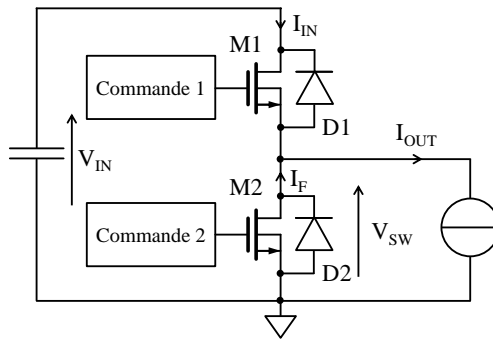 I_IN
M1
Commande 1
D1
I_OUT
V_IN
M2
I_F
Commande 2
V_SW
D2